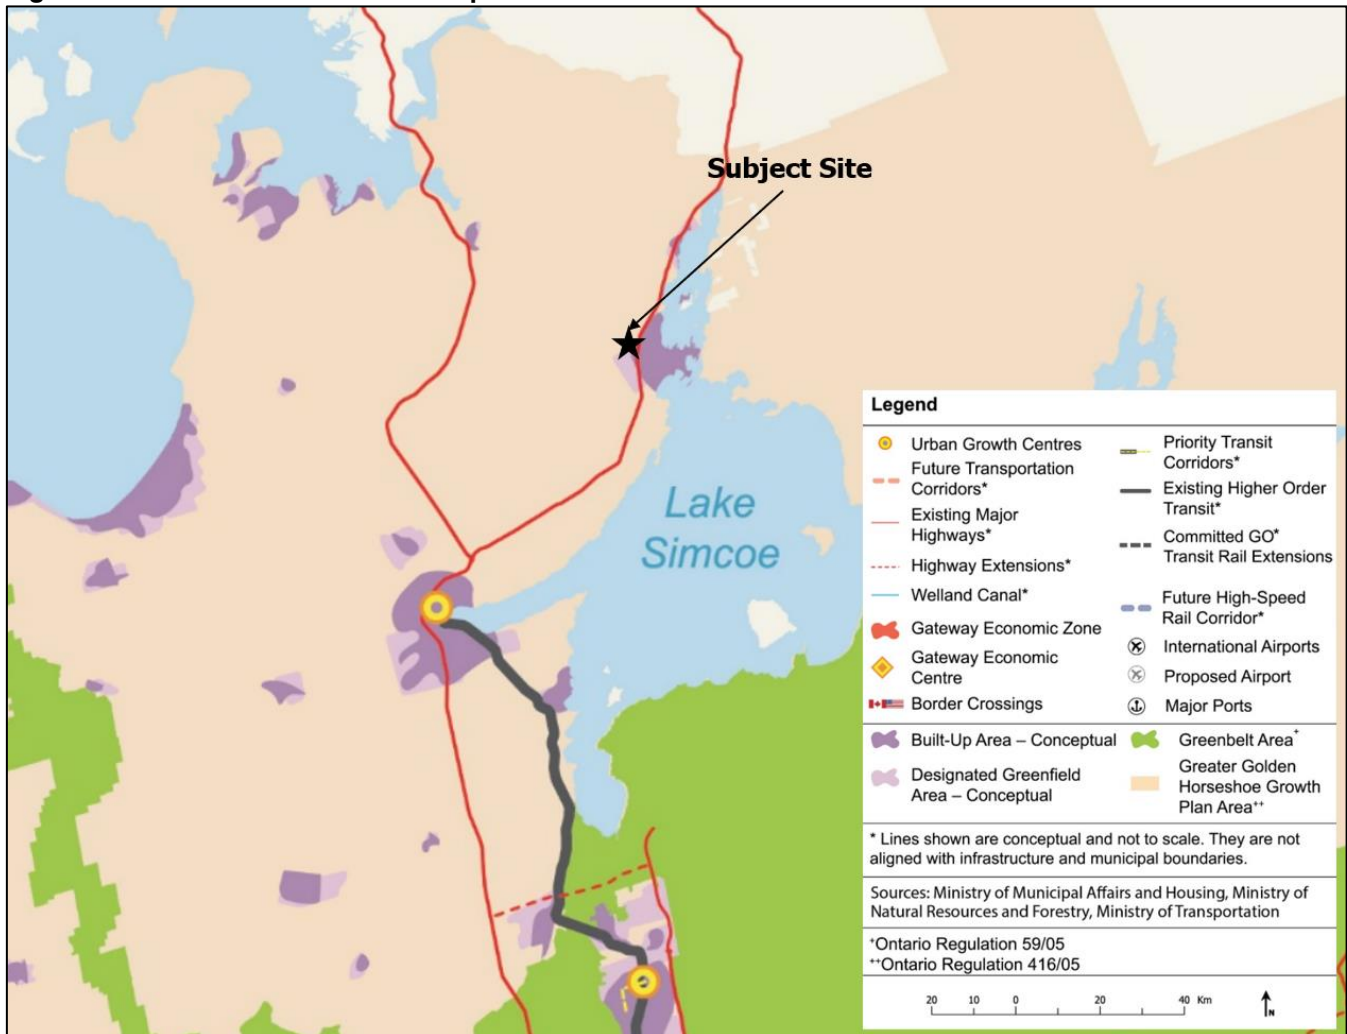 Subject Site
Lake
Simcoe
Legend
Urban Growth Centres
Future Transportation
Corridors*
Existing Major
Highways*
Highway Extensions*
Welland Canal*
Gateway Economic Zone
Gateway Economic
Centre
Border Crossings
Priority Transit
Corridors*
Existing Higher Order
Transit*
Committed GO*
Transit Rail Extensions
Future High-Speed
Rail Corridor*
International Airports
Proposed Airport
Major Ports
Built-Up Area – Conceptual
Designated Greenfield
Area – Conceptual
Greenbelt Area+
Greater Golden
Horseshoe Growth
Plan Area++
* Lines shown are conceptual and not to scale. They are not
aligned with infrastructure and municipal boundaries.
Sources: Ministry of Municipal Affairs and Housing, Ministry of
Natural Resources and Forestry, Ministry of Transportation
+Ontario Regulation 59/05
++Ontario Regulation 416/05
20 10 0 20 40 Km
N